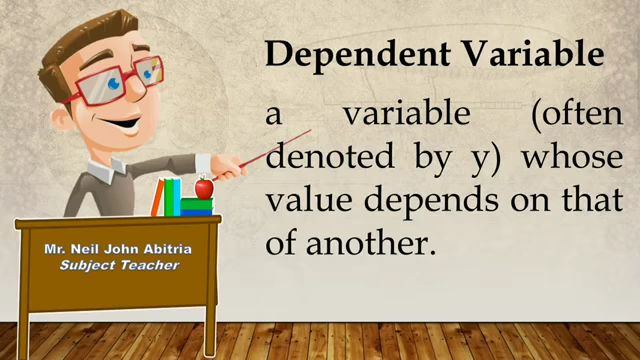 Dependent Variable
a variable (often
denoted by y) whose
value depends on that
of another.
Mr. Neil John Abitria
Subject Teacher